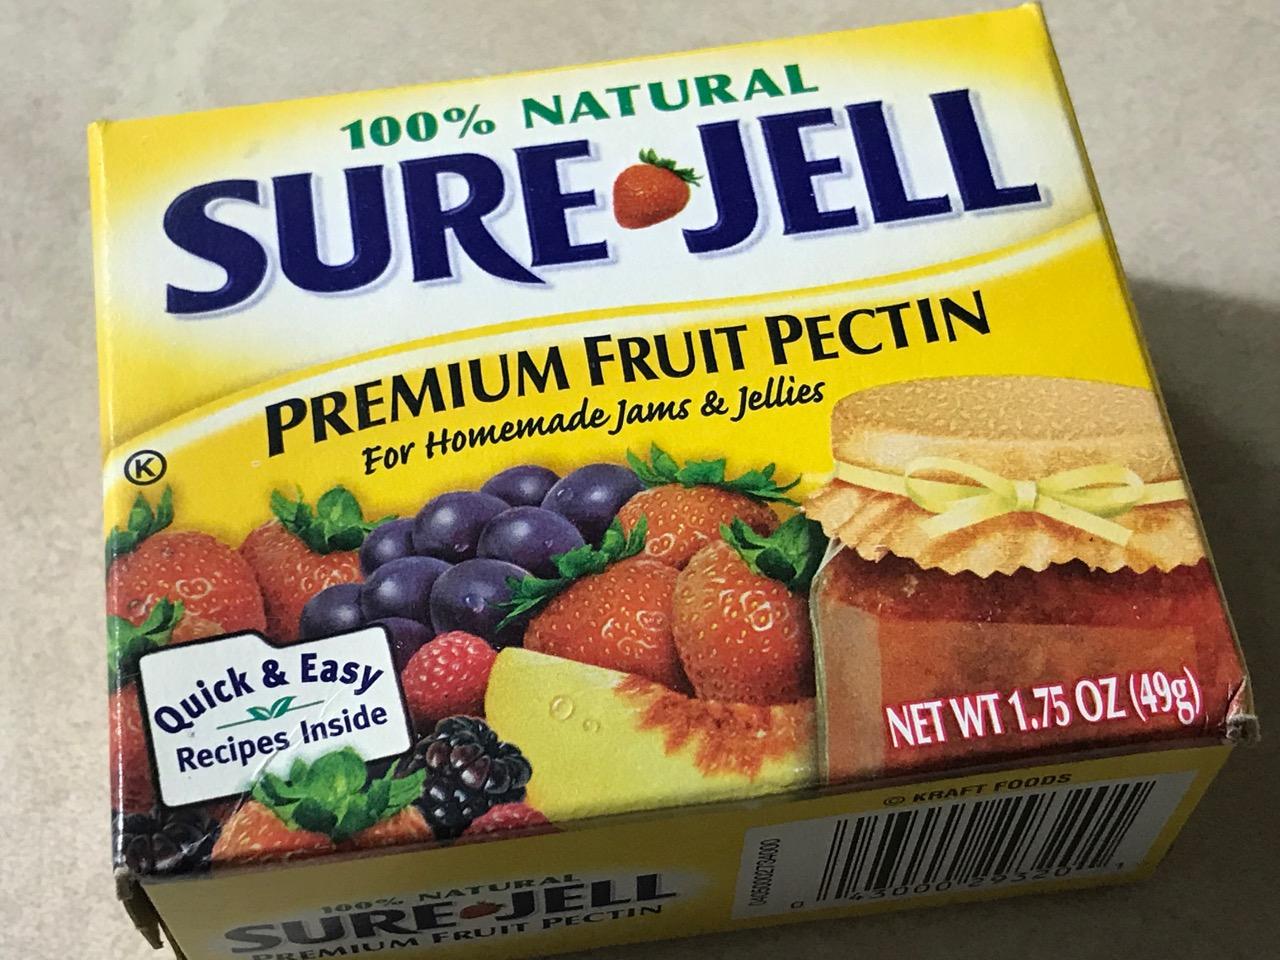 100% NATURAL
SURE JELL
PREMIUM FRUIT PECTIN
For Homemade Jams & Jellies
K
Quick & Easy
Recipes Inside
NET WT 1.75 OZ (49g)
© KRAFT FOODS
100% NATURAL
SURE JELL
PREMIUM FRUIT PECTIN